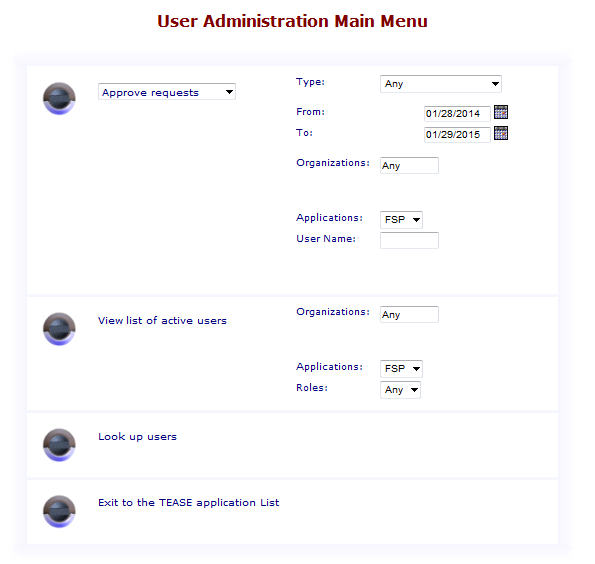 User Administration Main Menu
Approve requests
Type: Any
From: 01/28/2014
To: 01/29/2015
Organizations: Any
Applications: FSP
User Name:
View list of active users
Organizations: Any
Applications: FSP
Roles: Any
Look up users
Exit to the TEASE application List